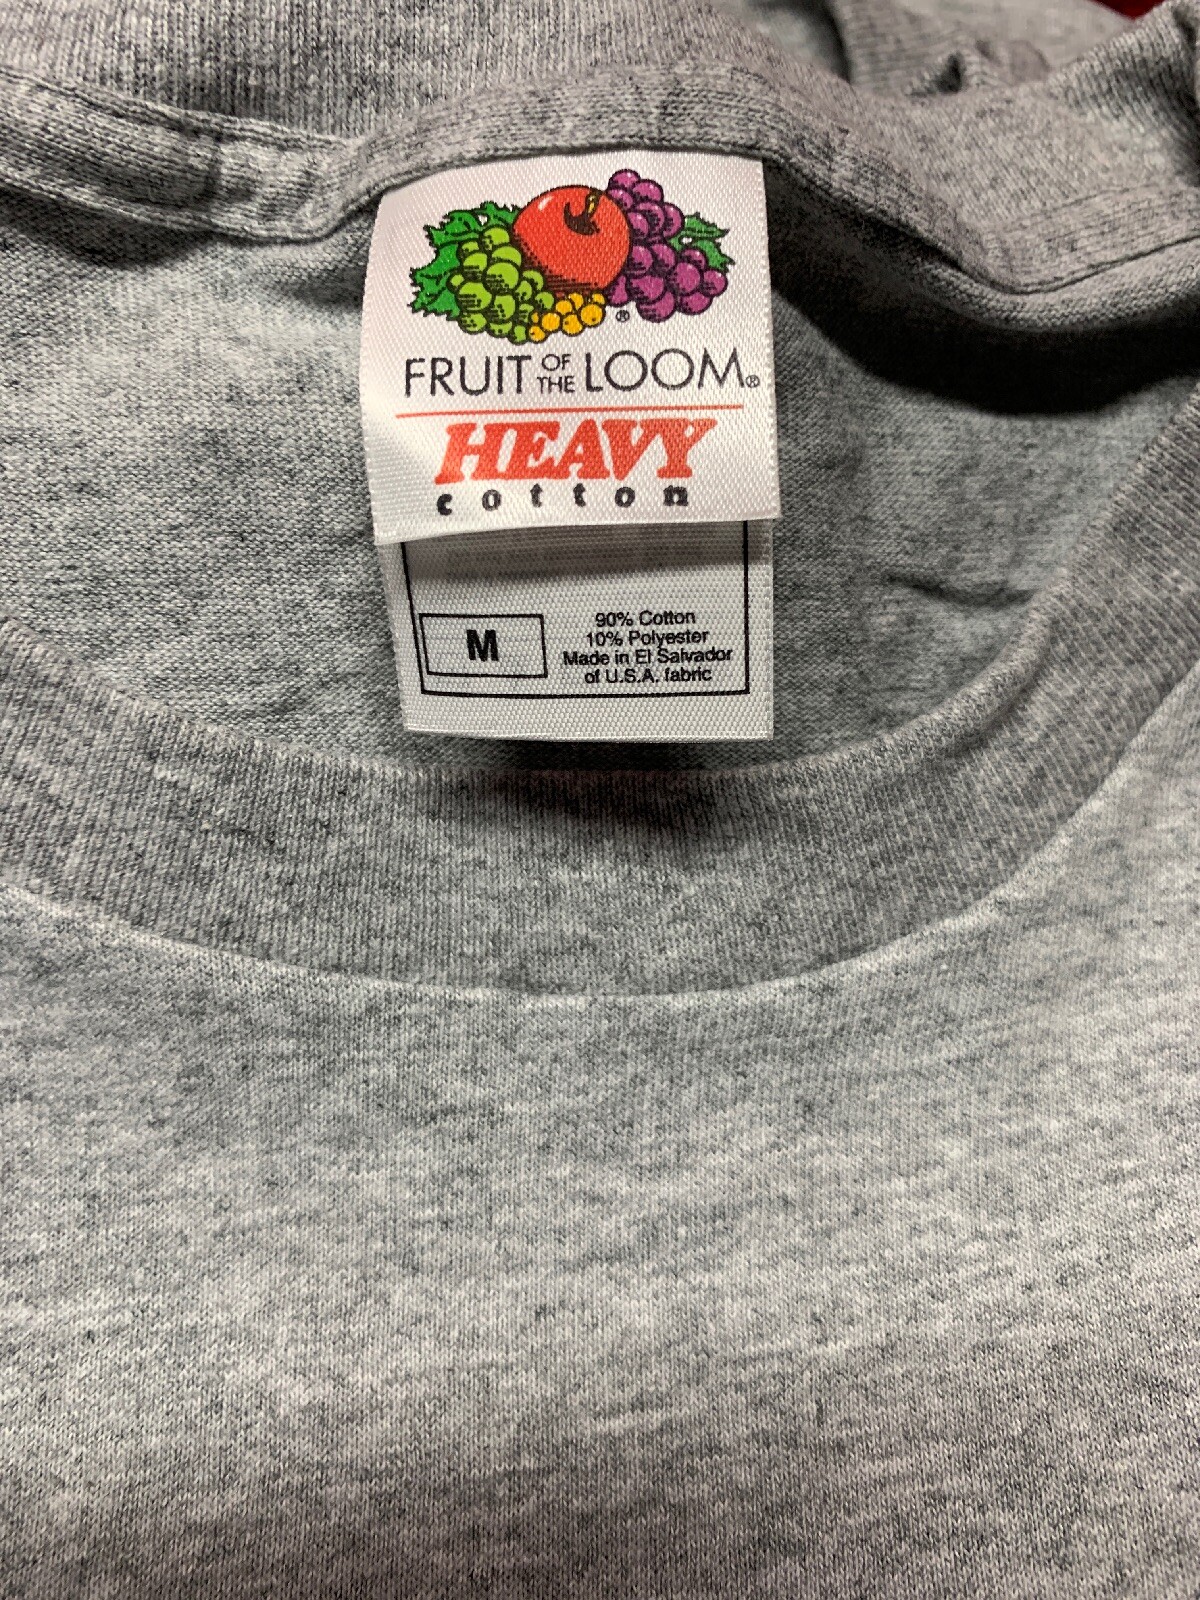 ®
FRUIT OF THE LOOM®
HEAVY
cotton
M
90% Cotton
10% Polyester
Made in El Salvador
of U.S.A. fabric